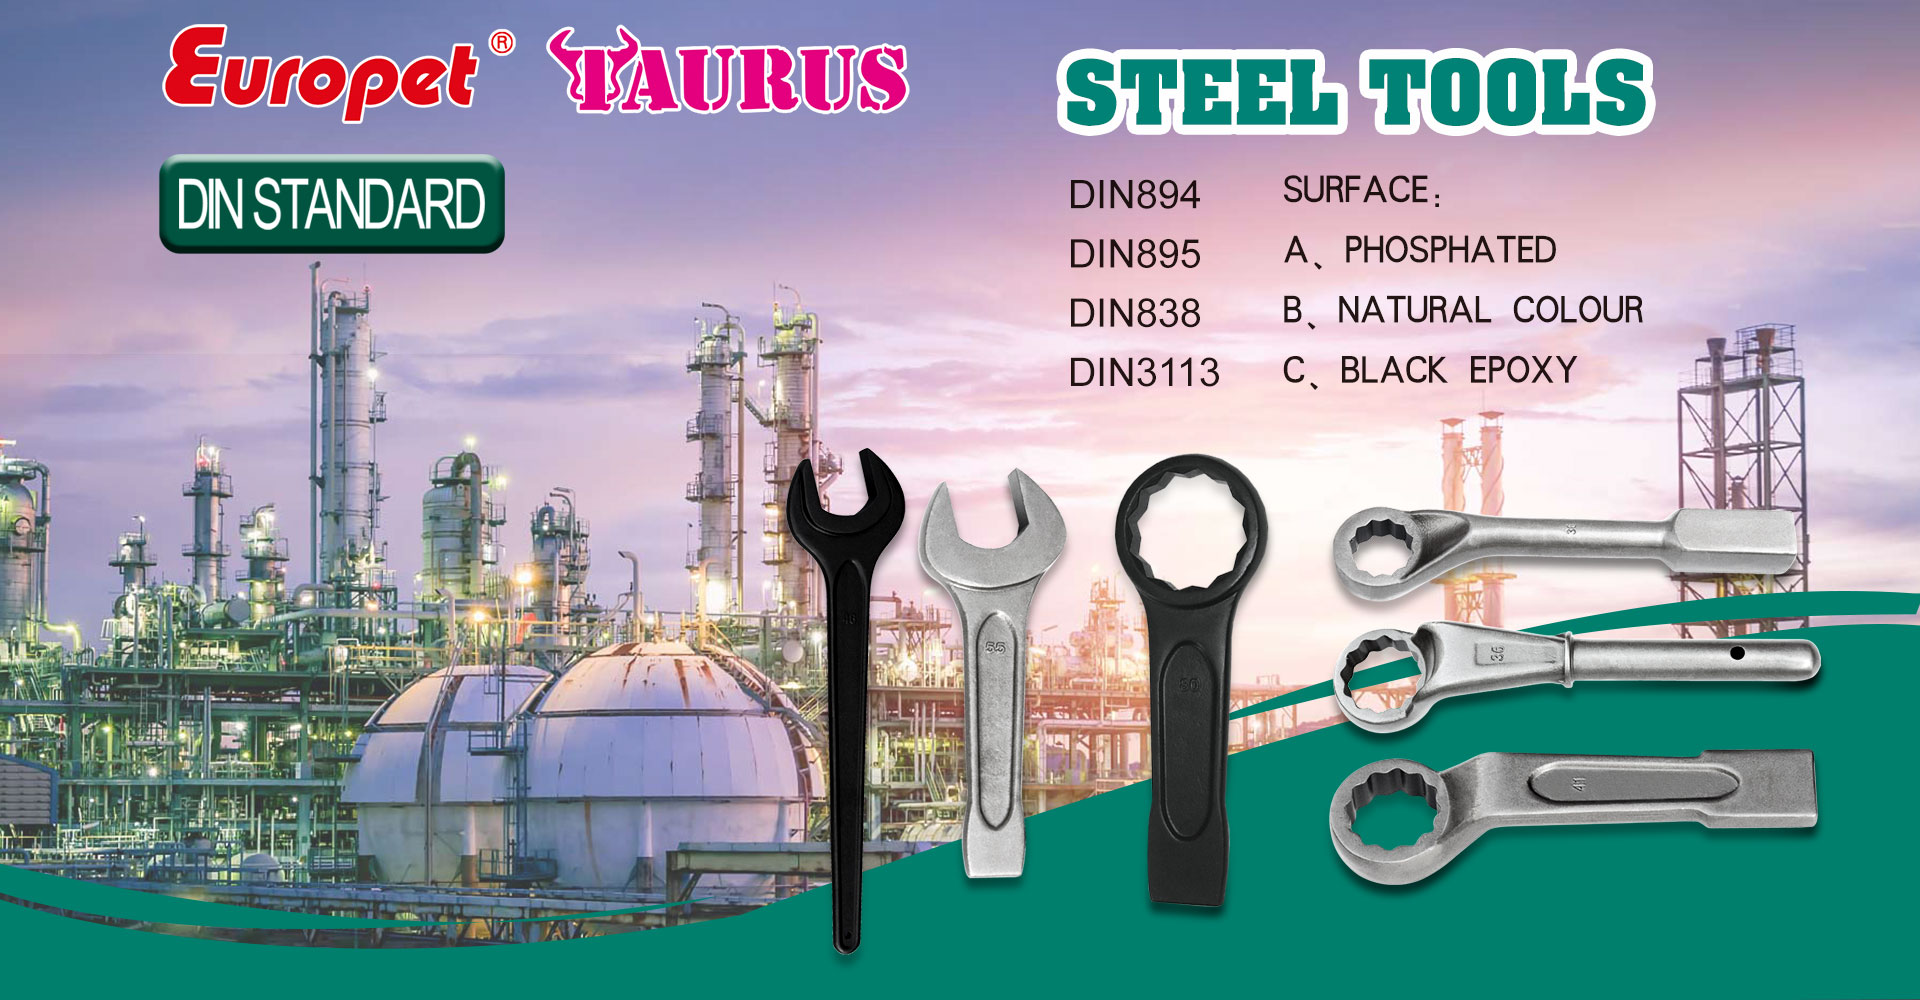 Europet®
TAURUS
DIN STANDARD
STEEL TOOLS
DIN894
DIN895
DIN838
DIN3113
SURFACE:
A、PHOSPHATED
B、NATURAL COLOUR
C、BLACK EPOXY
55
36
41